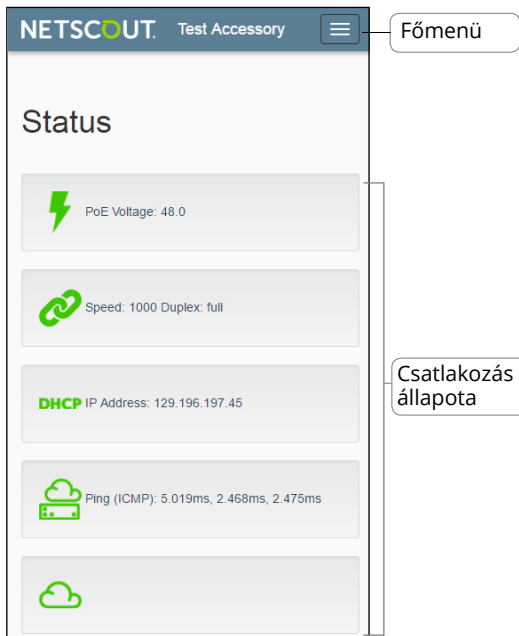 NETSCOUT. Test Accessory
Főmenü
Status
PoE Voltage: 48.0
Speed: 1000 Duplex: full
DHCP IP Address: 129.196.197.45
Csatlakozás
állapota
Ping (ICMP): 5.019ms, 2.468ms, 2.475ms